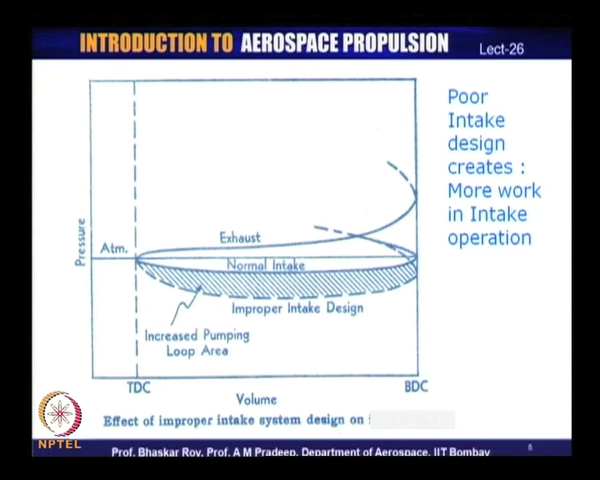 INTRODUCTION TO AEROSPACE PROPULSION
Lect-26
Poor
Intake
design
creates :
More work
in Intake
operation
Pressure
Atm.
Exhaust
Normal Intake
Improper Intake Design
Increased Pumping
Loop Area
TDC
BDC
Volume
Effect of improper intake system design on
NPTEL
Prof. Bhaskar Roy, Prof. A M Pradeep, Department of Aerospace, IIT Bombay
8